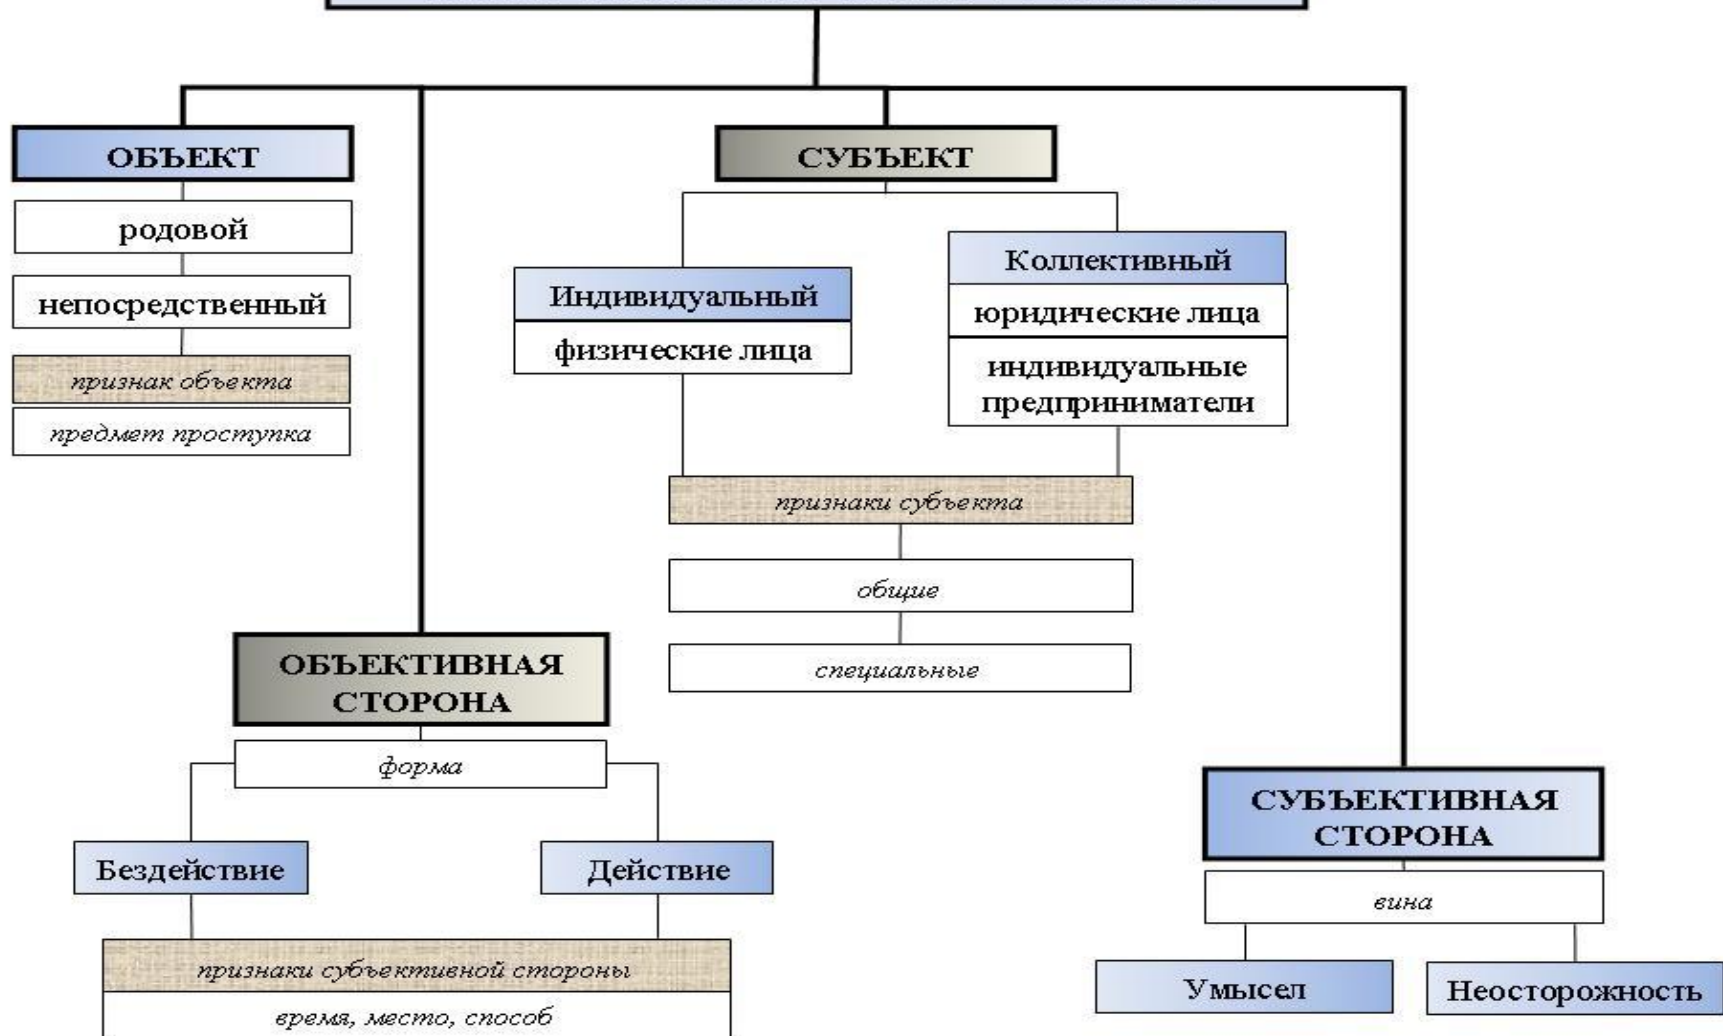 ОБЪЕКТ
родовой
непосредственный
признак объекта
предмет проступка
СУБЪЕКТ
Индивидуальный
физические лица
Коллективный
юридические лица
индивидуальные
предприниматели
признаки субъекта
общие
специальные
ОБЪЕКТИВНАЯ
СТОРОНА
форма
Бездействие
Действие
признаки субъективной стороны
время, место, способ
СУБЪЕКТИВНАЯ
СТОРОНА
вина
Умысел
Неосторожность